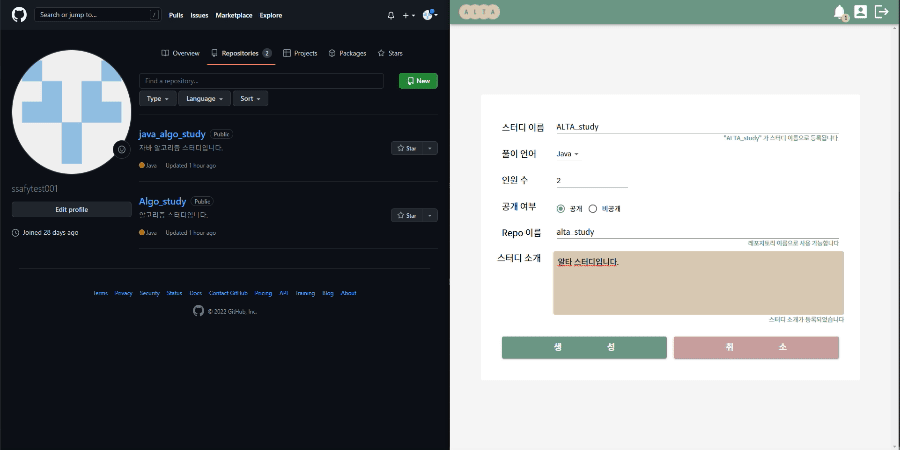 Search or jump to... /
Pulls Issues Marketplace Explore
Overview Repositories 2 Projects Packages Stars
Find a repository...
New
Type Language Sort
java_algo_study Public
자바 알고리즘 스터디입니다.
Java Updated 1 hour ago
Star
Algo_study Public
알고리즘 스터디입니다.
Java Updated 1 hour ago
Star
ssafytest001
Edit profile
Joined 28 days ago
Terms Privacy Security Status Docs Contact GitHub Pricing API Training Blog About
© 2022 GitHub, Inc.
A L T A
1
스터디 이름 ALTA_study
"ALTA_study" 가 스터디 이름으로 등록됩니다
풀이 언어 Java
인원 수 2
공개 여부 공개 비공개
Repo 이름 alta_study
레포지토리 이름으로 사용 가능합니다
스터디 소개 알타 스터디입니다.
스터디 소개가 등록되었습니다
생 성 취 소